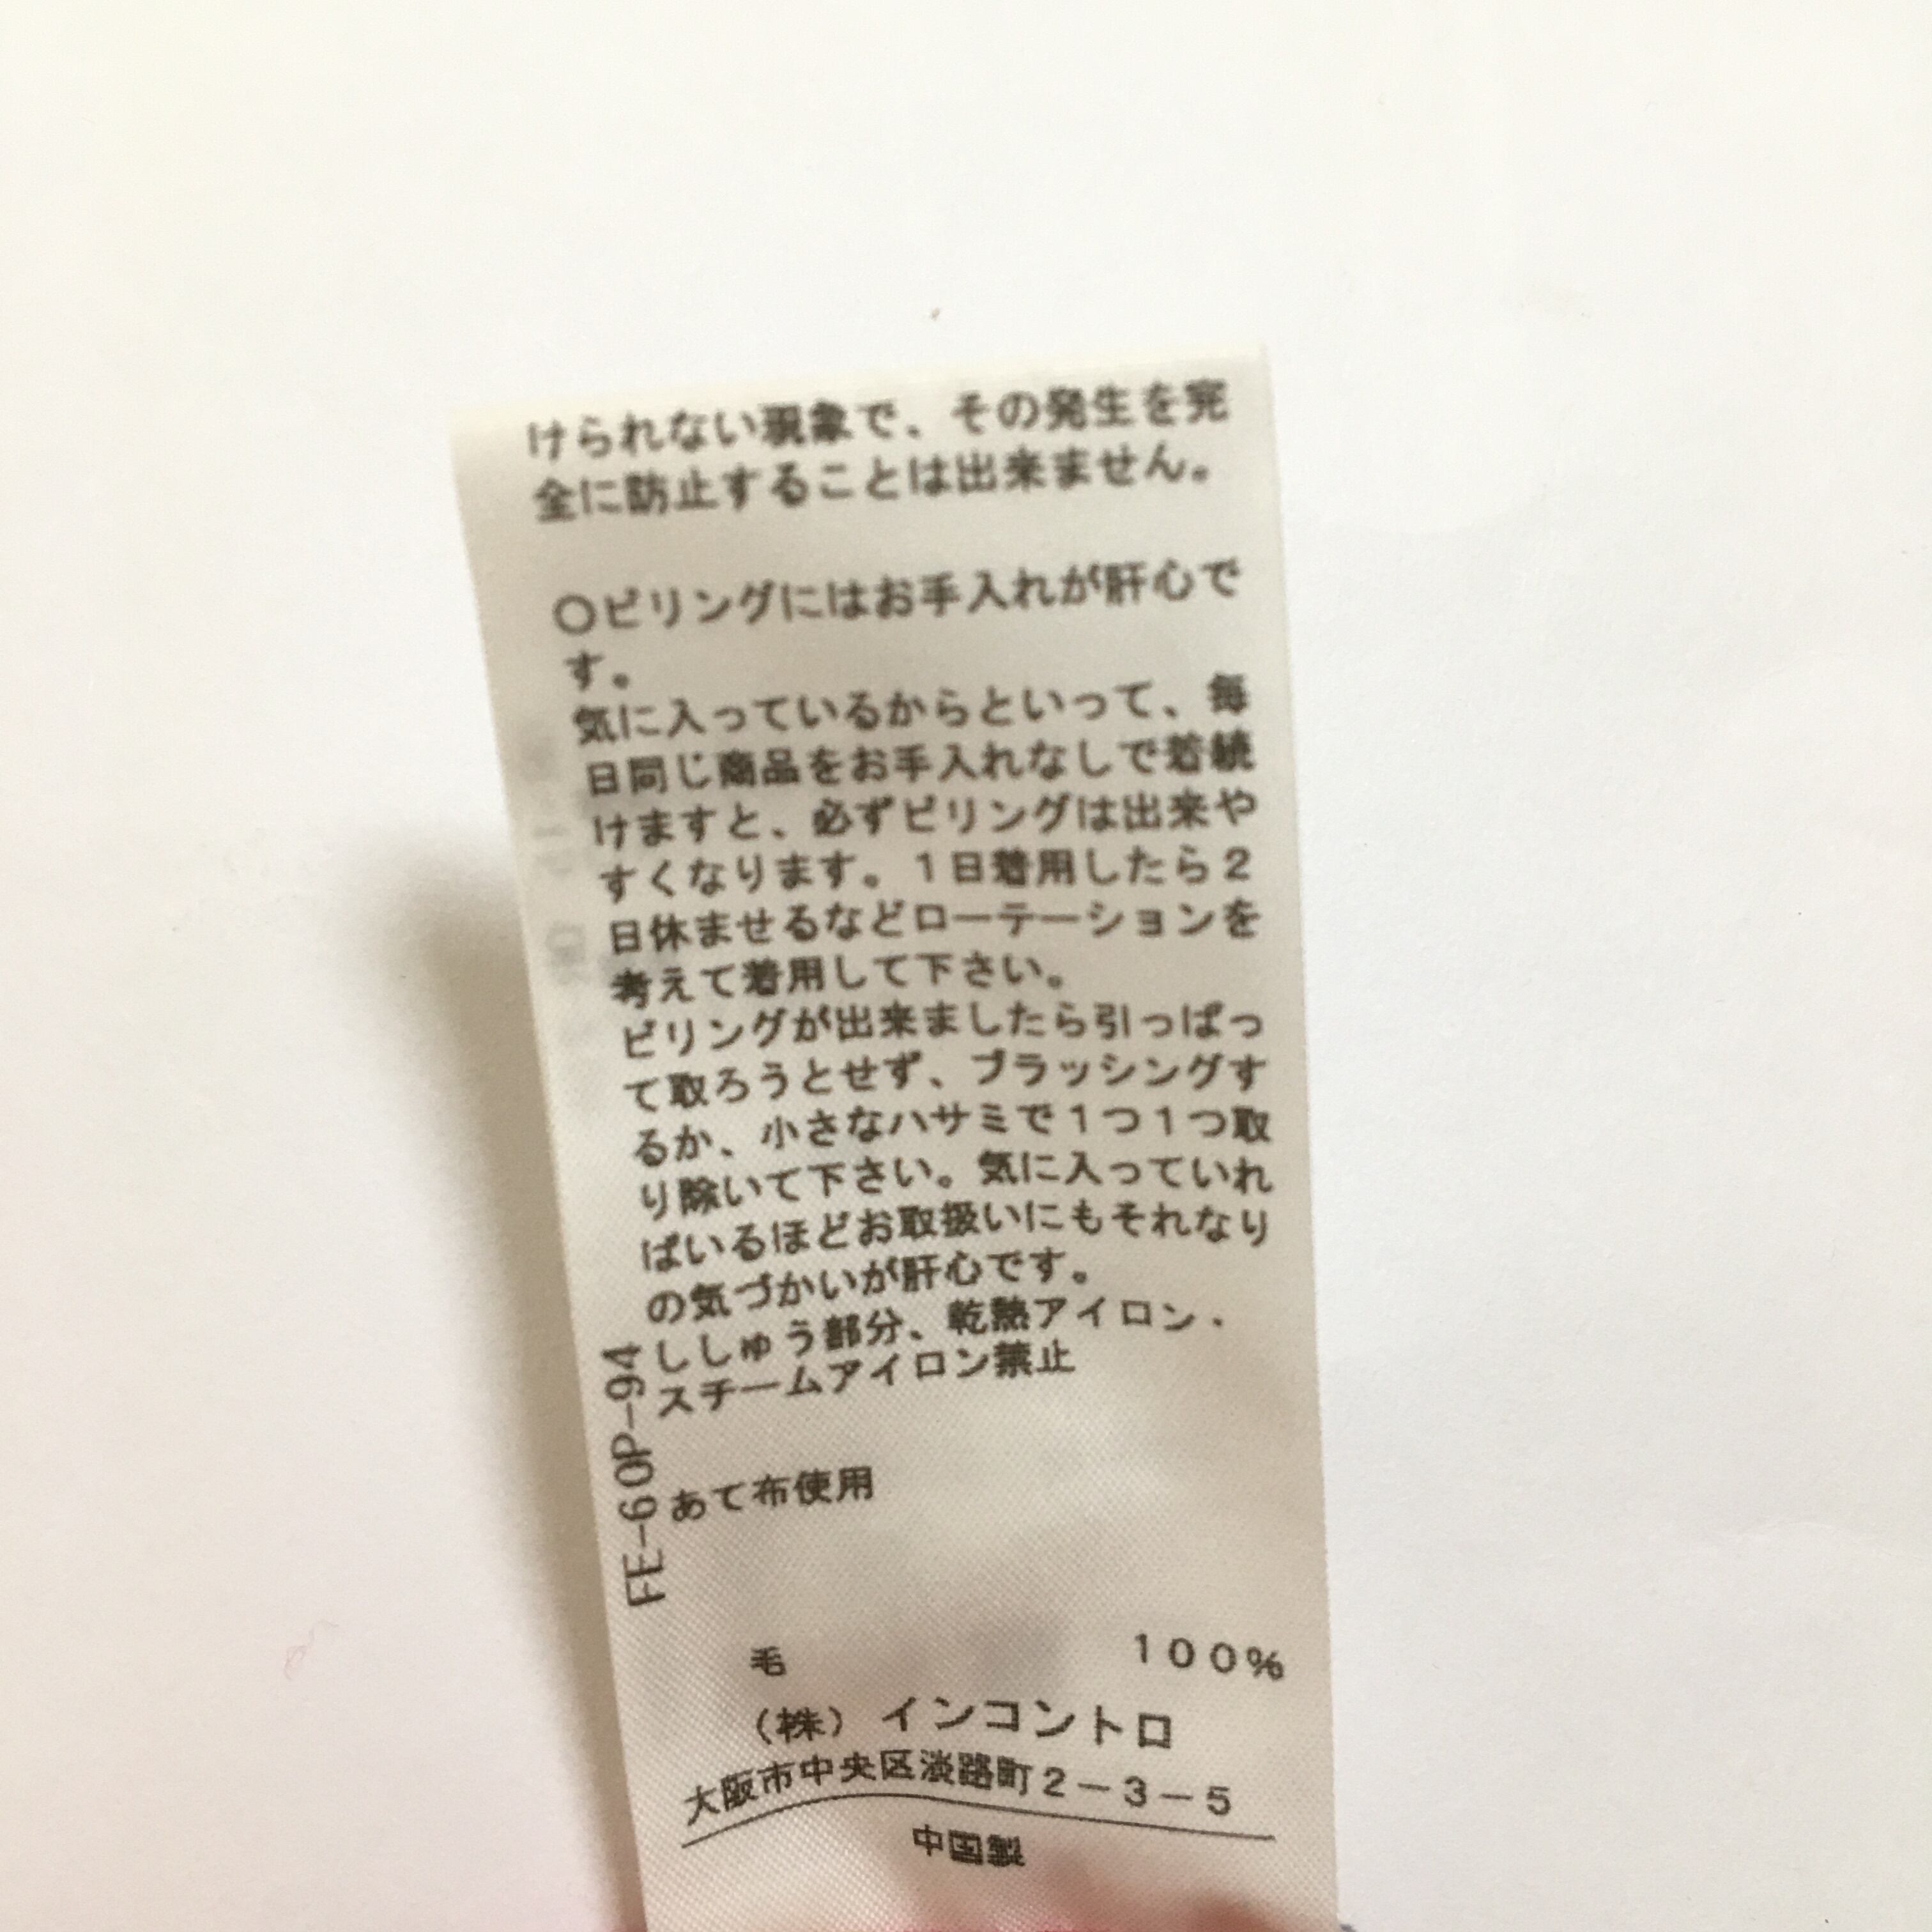 けられない現象で、その発生を完
全に防止することは出来ません。
〇ピリングにはお手入れが肝心で
す。
気に入っているからといって、毎
日同じ商品をお手入れなしで着続
けますと、必ずピリングは出来や
すくなります。1日着用したら2
日休ませるなどローテーションを
考えて着用して下さい。
ピリングが出来ましたら引っぱっ
て取ろうとせず、ブラッシングす
るか、小さなハサミで1つ1つ取
り除いて下さい。気に入っていれ
ばいるほどお取扱いにもそれなり
の気づかいが肝心です。
ししゅう部分、乾熱アイロン・
スチームアイロン禁止
あて布使用
FE-60P-94
毛 100%
(株) インコントロ
大阪市中央区淡路町2-3-5
中国製